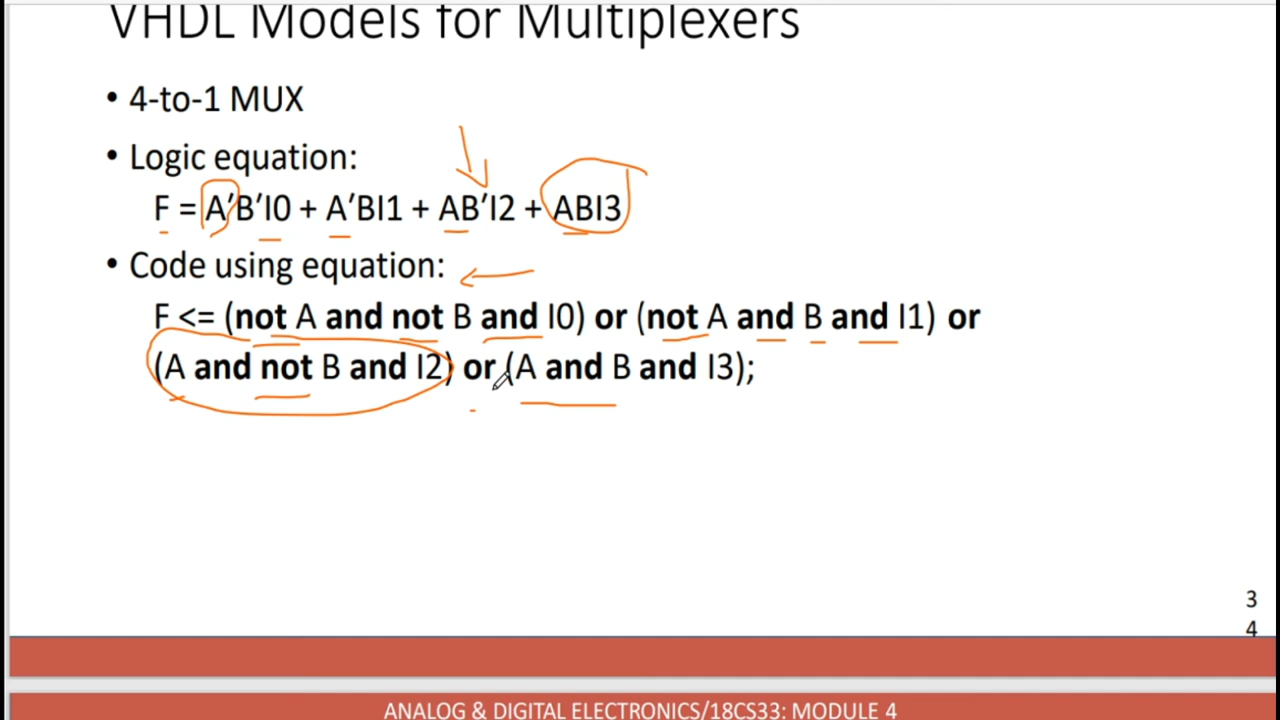 VHDL Models for Multiplexers
• 4-to-1 MUX
• Logic equation:
F = A′B′I0 + A′BI1 + AB′I2 + ABI3
• Code using equation:
F <= (not A and not B and I0) or (not A and B and I1) or
(A and not B and I2) or (A and B and I3);
3
4
ANALOG & DIGITAL ELECTRONICS/18CS33: MODULE 4